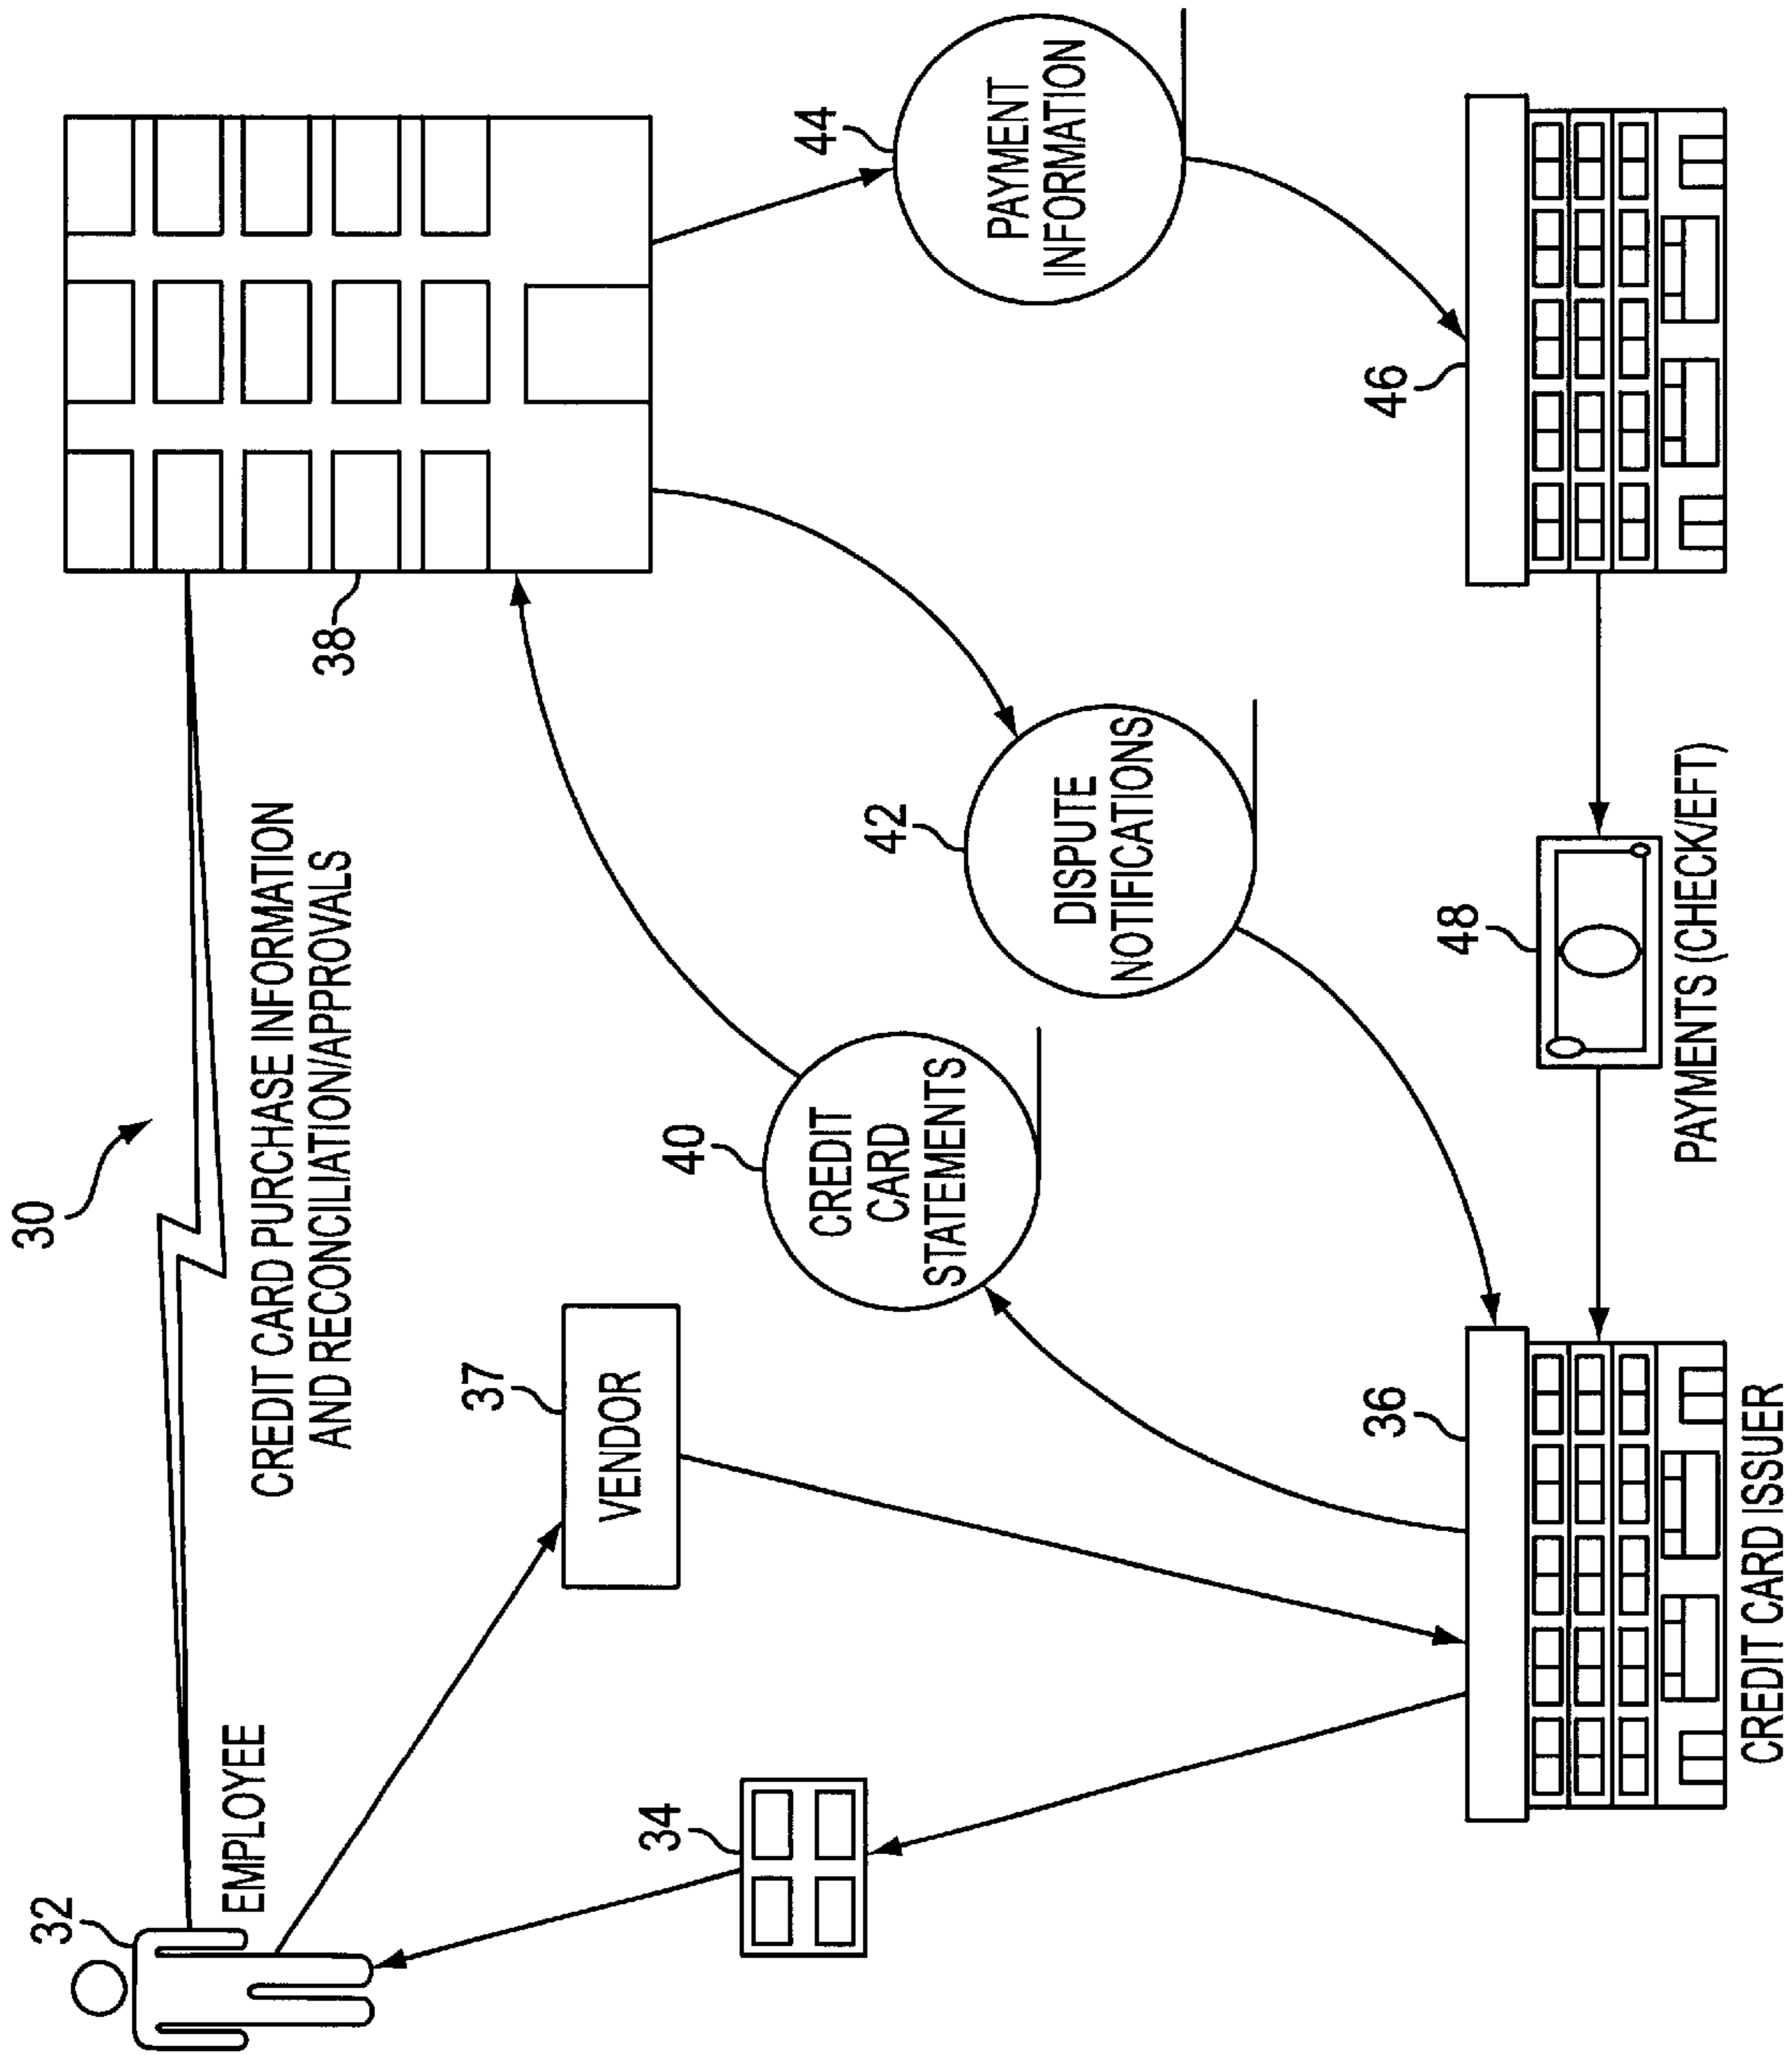 30
32
EMPLOYEE
CREDIT CARD PURCHASE INFORMATION
AND RECONCILIATION/APPROVALS
38
37
VENDOR
34
40
CREDIT
CARD
STATEMENTS
42
DISPUTE
NOTIFICATIONS
44
PAYMENT
INFORMATION
36
CREDIT CARD ISSUER
48
PAYMENTS (CHECK/EFT)
46